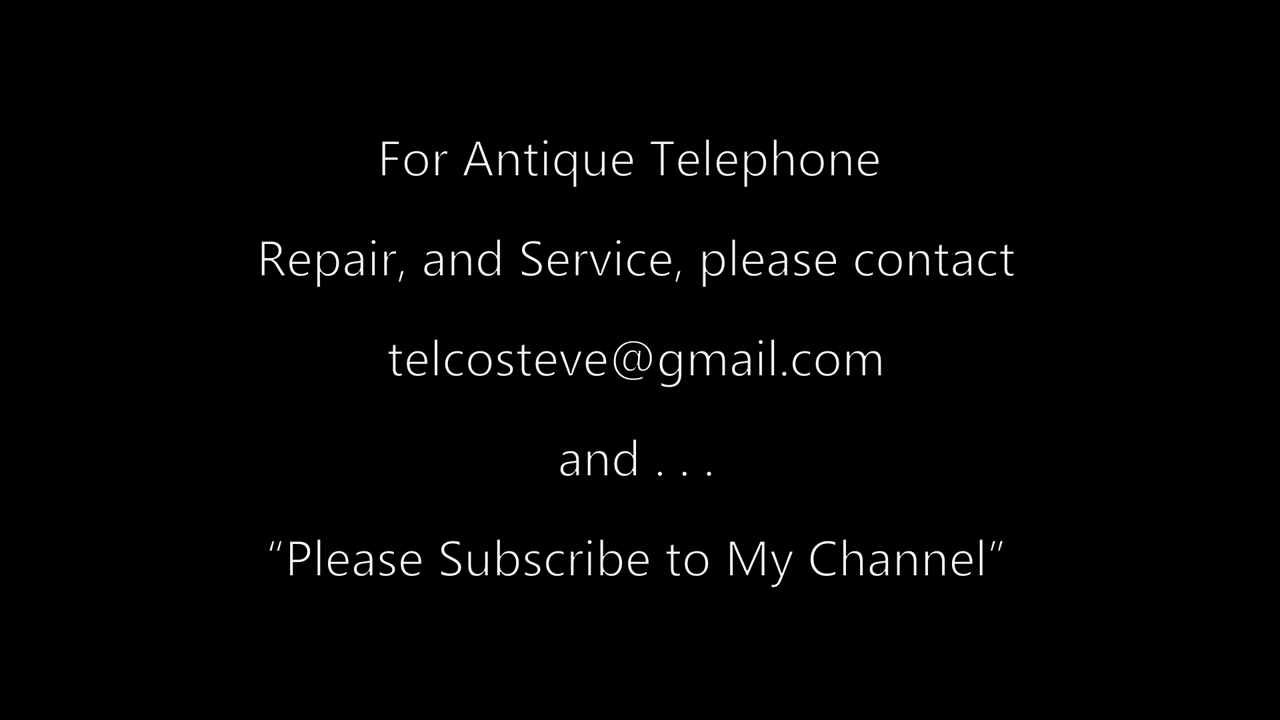 For Antique Telephone
Repair, and Service, please contact
telcosteve@gmail.com
and . . .
“Please Subscribe to My Channel”